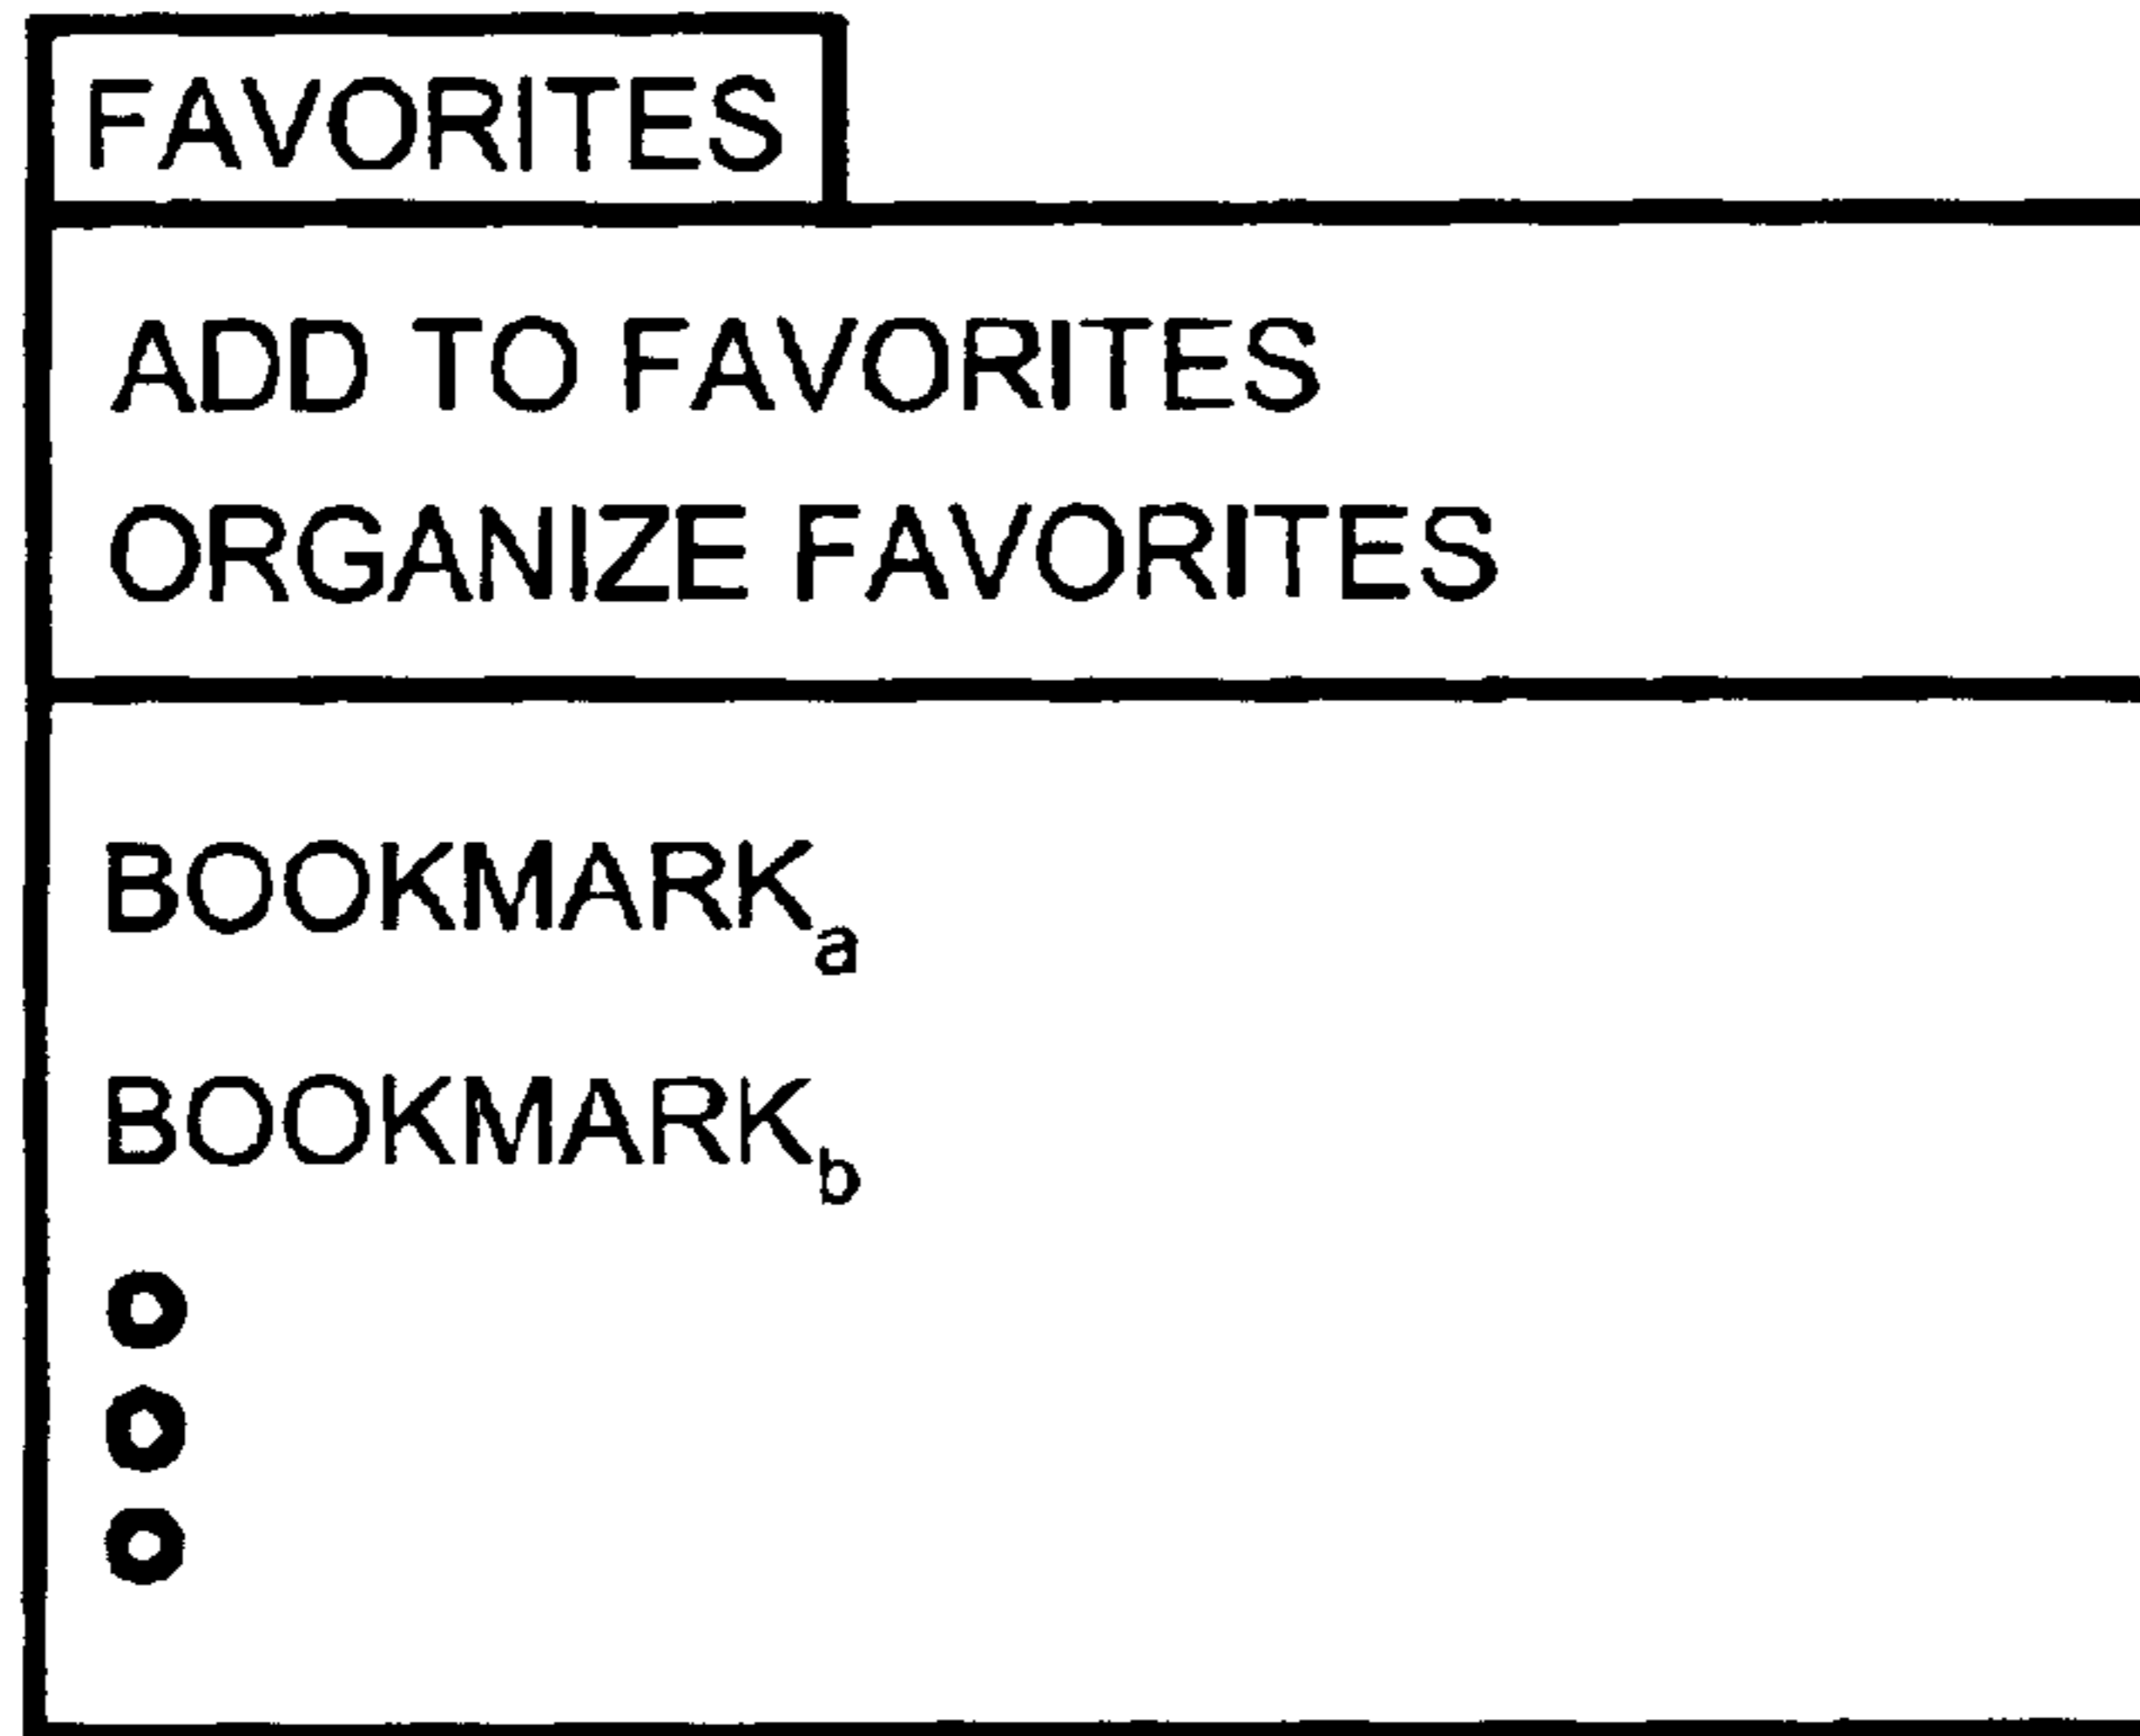 FAVORITES
ADD TO FAVORITES
ORGANIZE FAVORITES
BOOKMARKa
BOOKMARKb